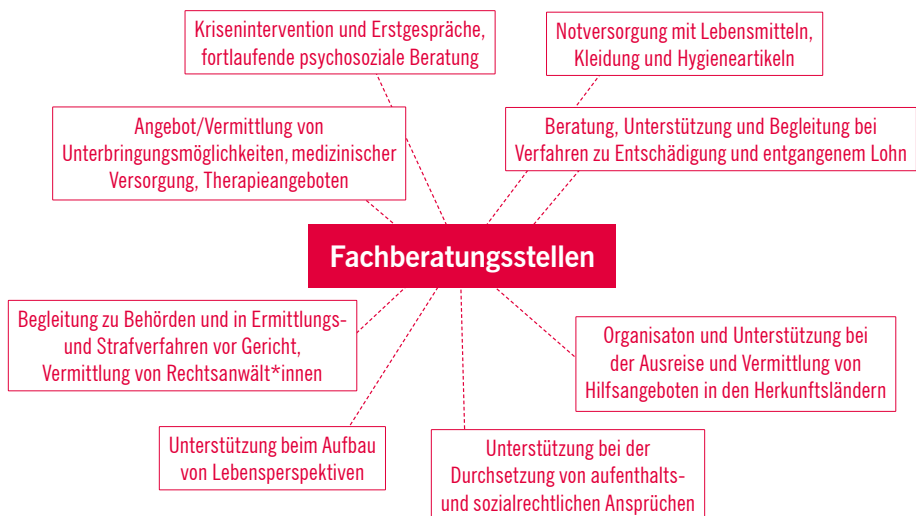 Krisenintervention und Erstgespräche,
fortlaufende psychosoziale Beratung
Notversorgung mit Lebensmitteln,
Kleidung und Hygieneartikeln
Angebot/Vermittlung von
Unterbringungsmöglichkeiten, medizinischer
Versorgung, Therapieangeboten
Beratung, Unterstützung und Begleitung bei
Verfahren zu Entschädigung und entgangenem Lohn
Fachberatungsstellen
Begleitung zu Behörden und in Ermittlungs-
und Strafverfahren vor Gericht,
Vermittlung von Rechtsanwält*innen
Organisaton und Unterstützung bei
der Ausreise und Vermittlung von
Hilfsangeboten in den Herkunftsländern
Unterstützung beim Aufbau
von Lebensperspektiven
Unterstützung bei der
Durchsetzung von aufenthalts-
und sozialrechtlichen Ansprüchen